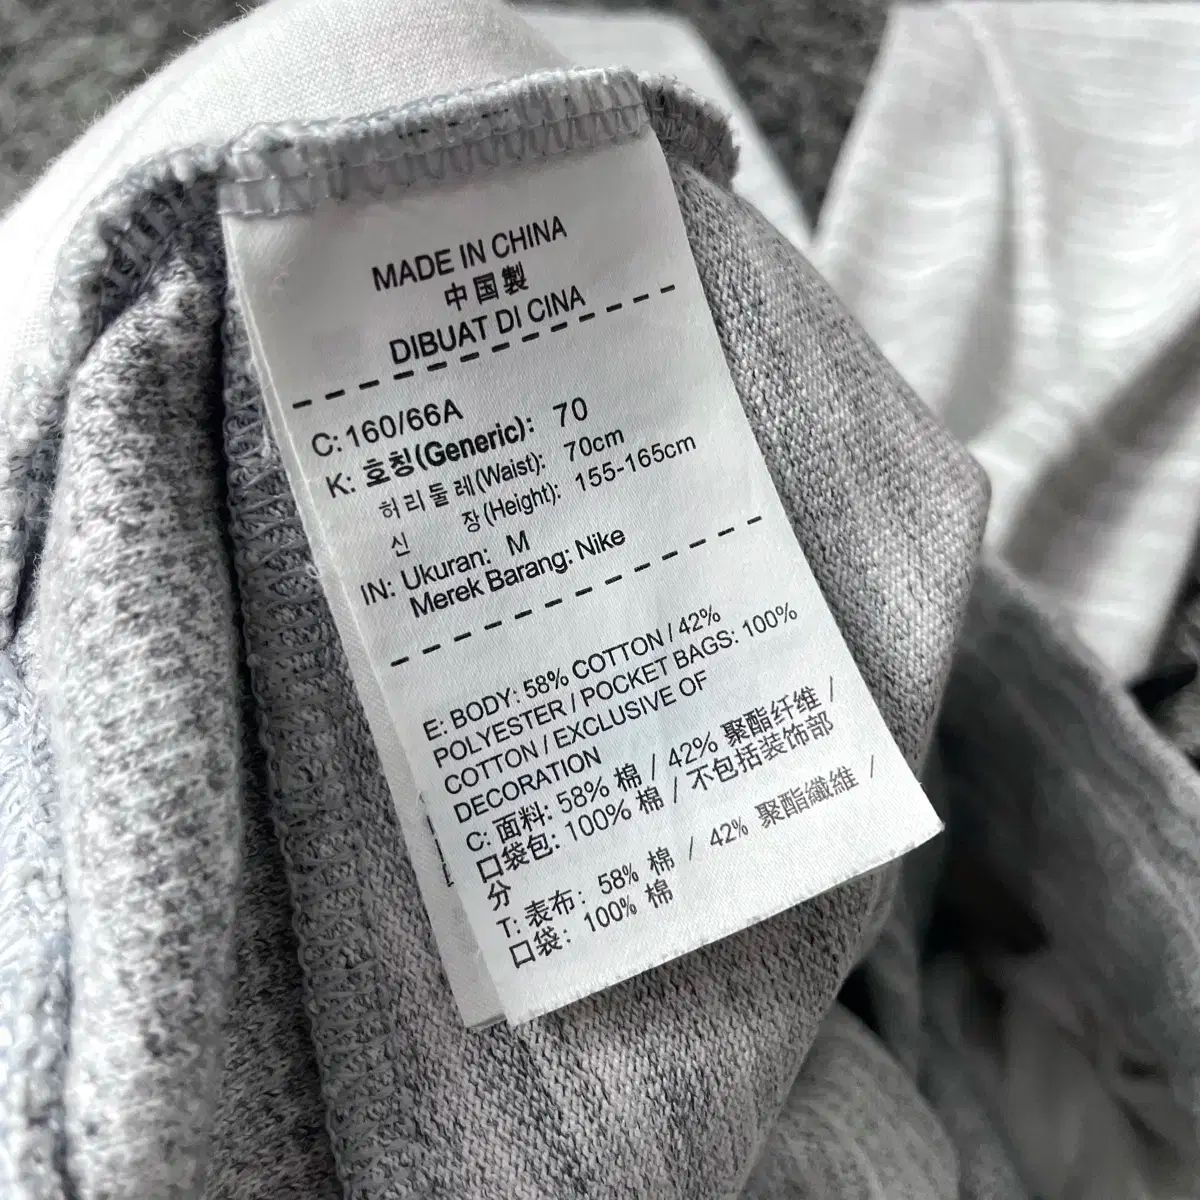 MADE IN CHINA
中国製
DIBUAT DI CINA
C: 160/66A
K: 호칭(Generic): 70
허리둘레(Waist): 70cm
신 장(Height): 155-165cm
IN: Ukuran: M
Merek Barang: Nike
E: BODY: 58% COTTON / 42%
POLYESTER / POCKET BAGS: 100%
COTTON / EXCLUSIVE OF
DECORATION
C: 面料: 58% 棉 / 42% 聚酯纤维 /
口袋包: 100% 棉 / 不包括装饰部
分
T: 表布: 58% 棉 / 42% 聚酯纖維 /
口袋: 100% 棉